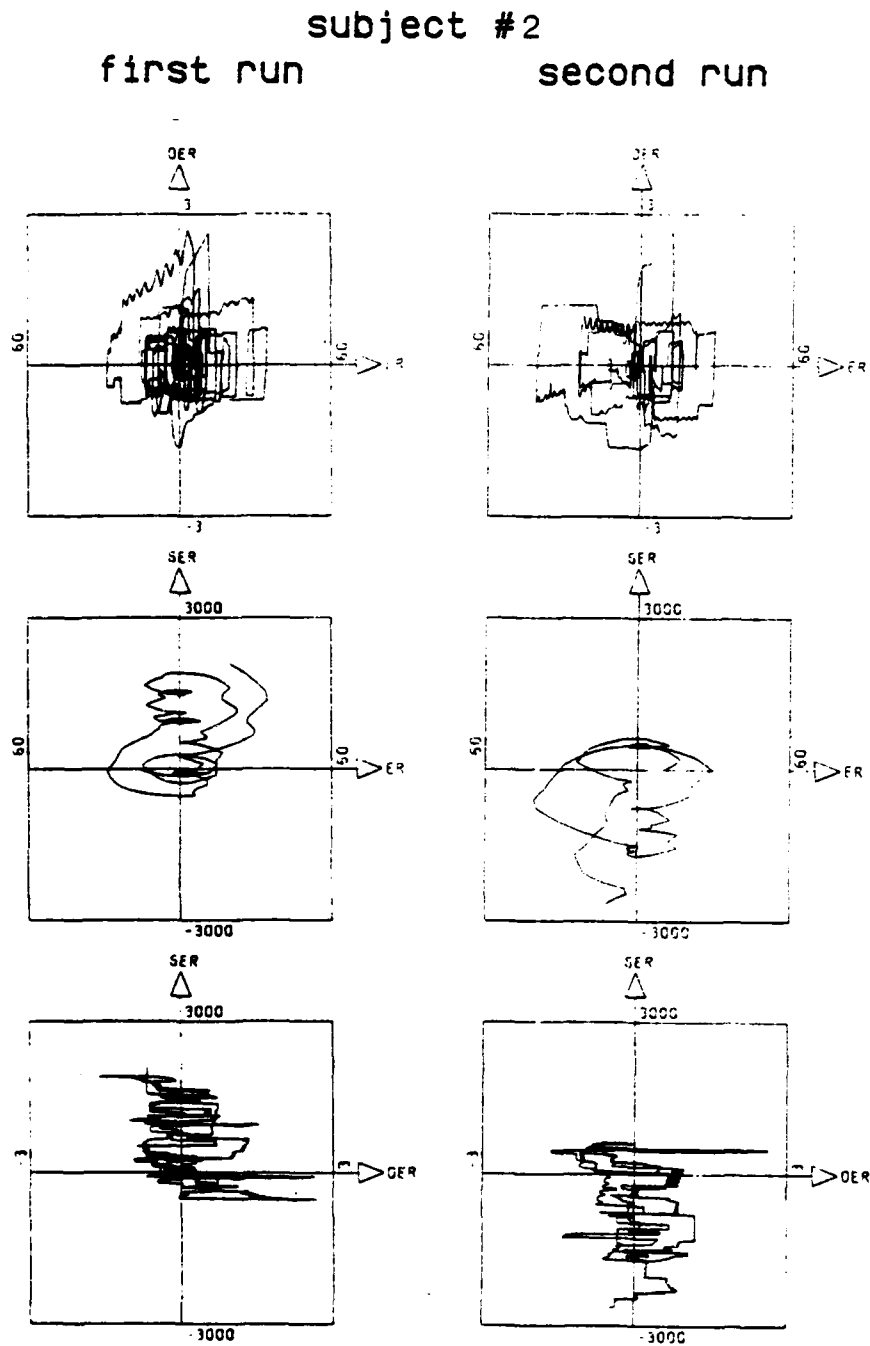 subject #2
first run second run
DER DER
3 3
60 60 ER 60 60 ER
-3 -3
SER SER
3000 3000
60 60 ER 60 60 ER
-3000 -3000
SER SER
3000 3000
-3 3 DER -3 3 DER
-3000 -3000